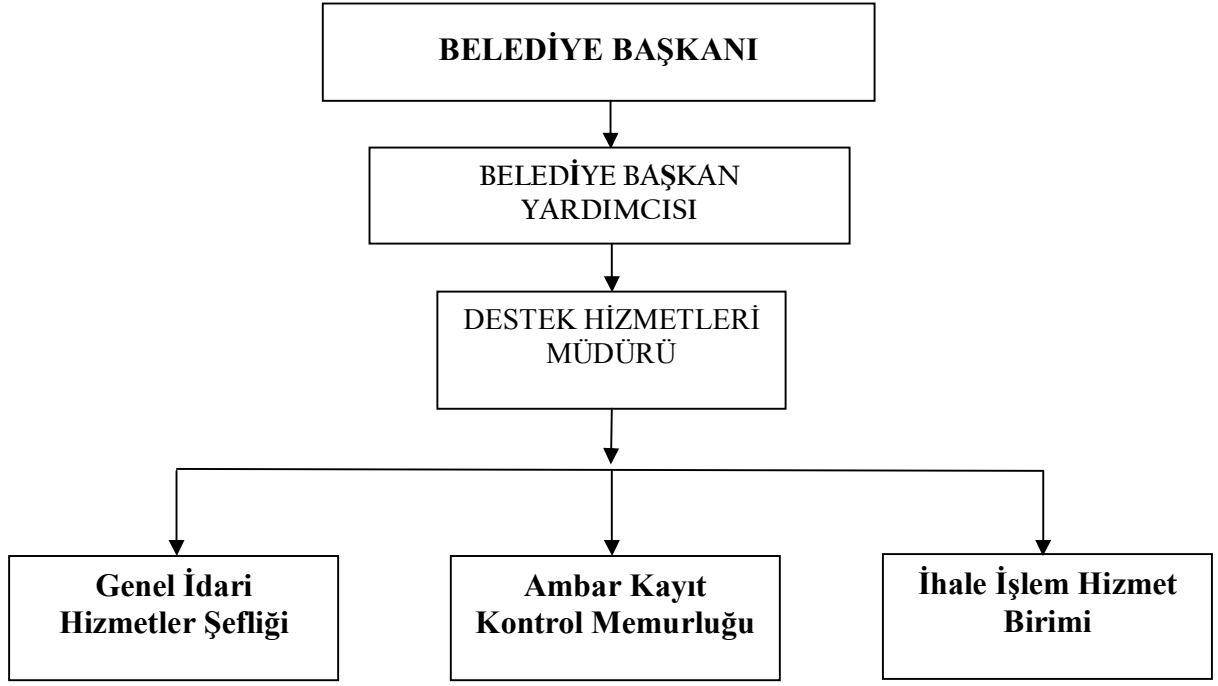 BELEDİYE BAŞKANI
BELEDİYE BAŞKAN
YARDIMCISI
DESTEK HİZMETLERİ
MÜDÜRÜ
Genel İdari
Hizmetler Şefliği
Ambar Kayıt
Kontrol Memurluğu
İhale İşlem Hizmet
Birimi